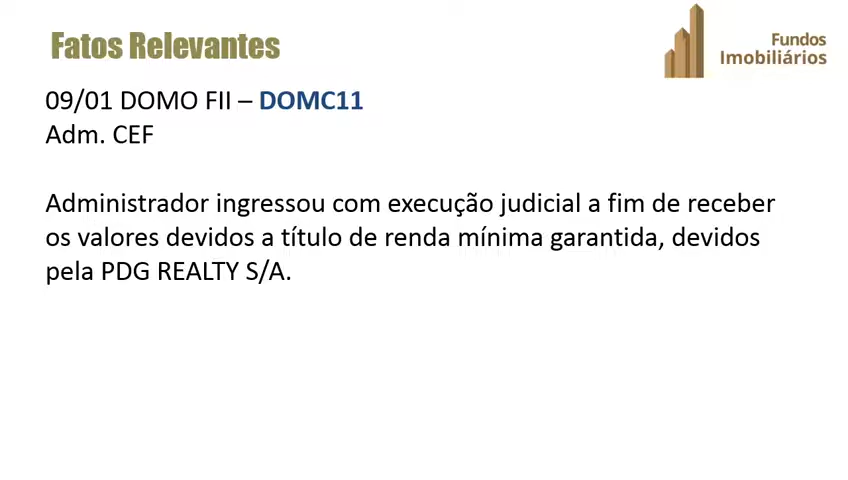 Fatos Relevantes
Fundos
Imobiliários
09/01 DOMO FII – DOMC11
Adm. CEF
Administrador ingressou com execução judicial a fim de receber
os valores devidos a título de renda mínima garantida, devidos
pela PDG REALTY S/A.